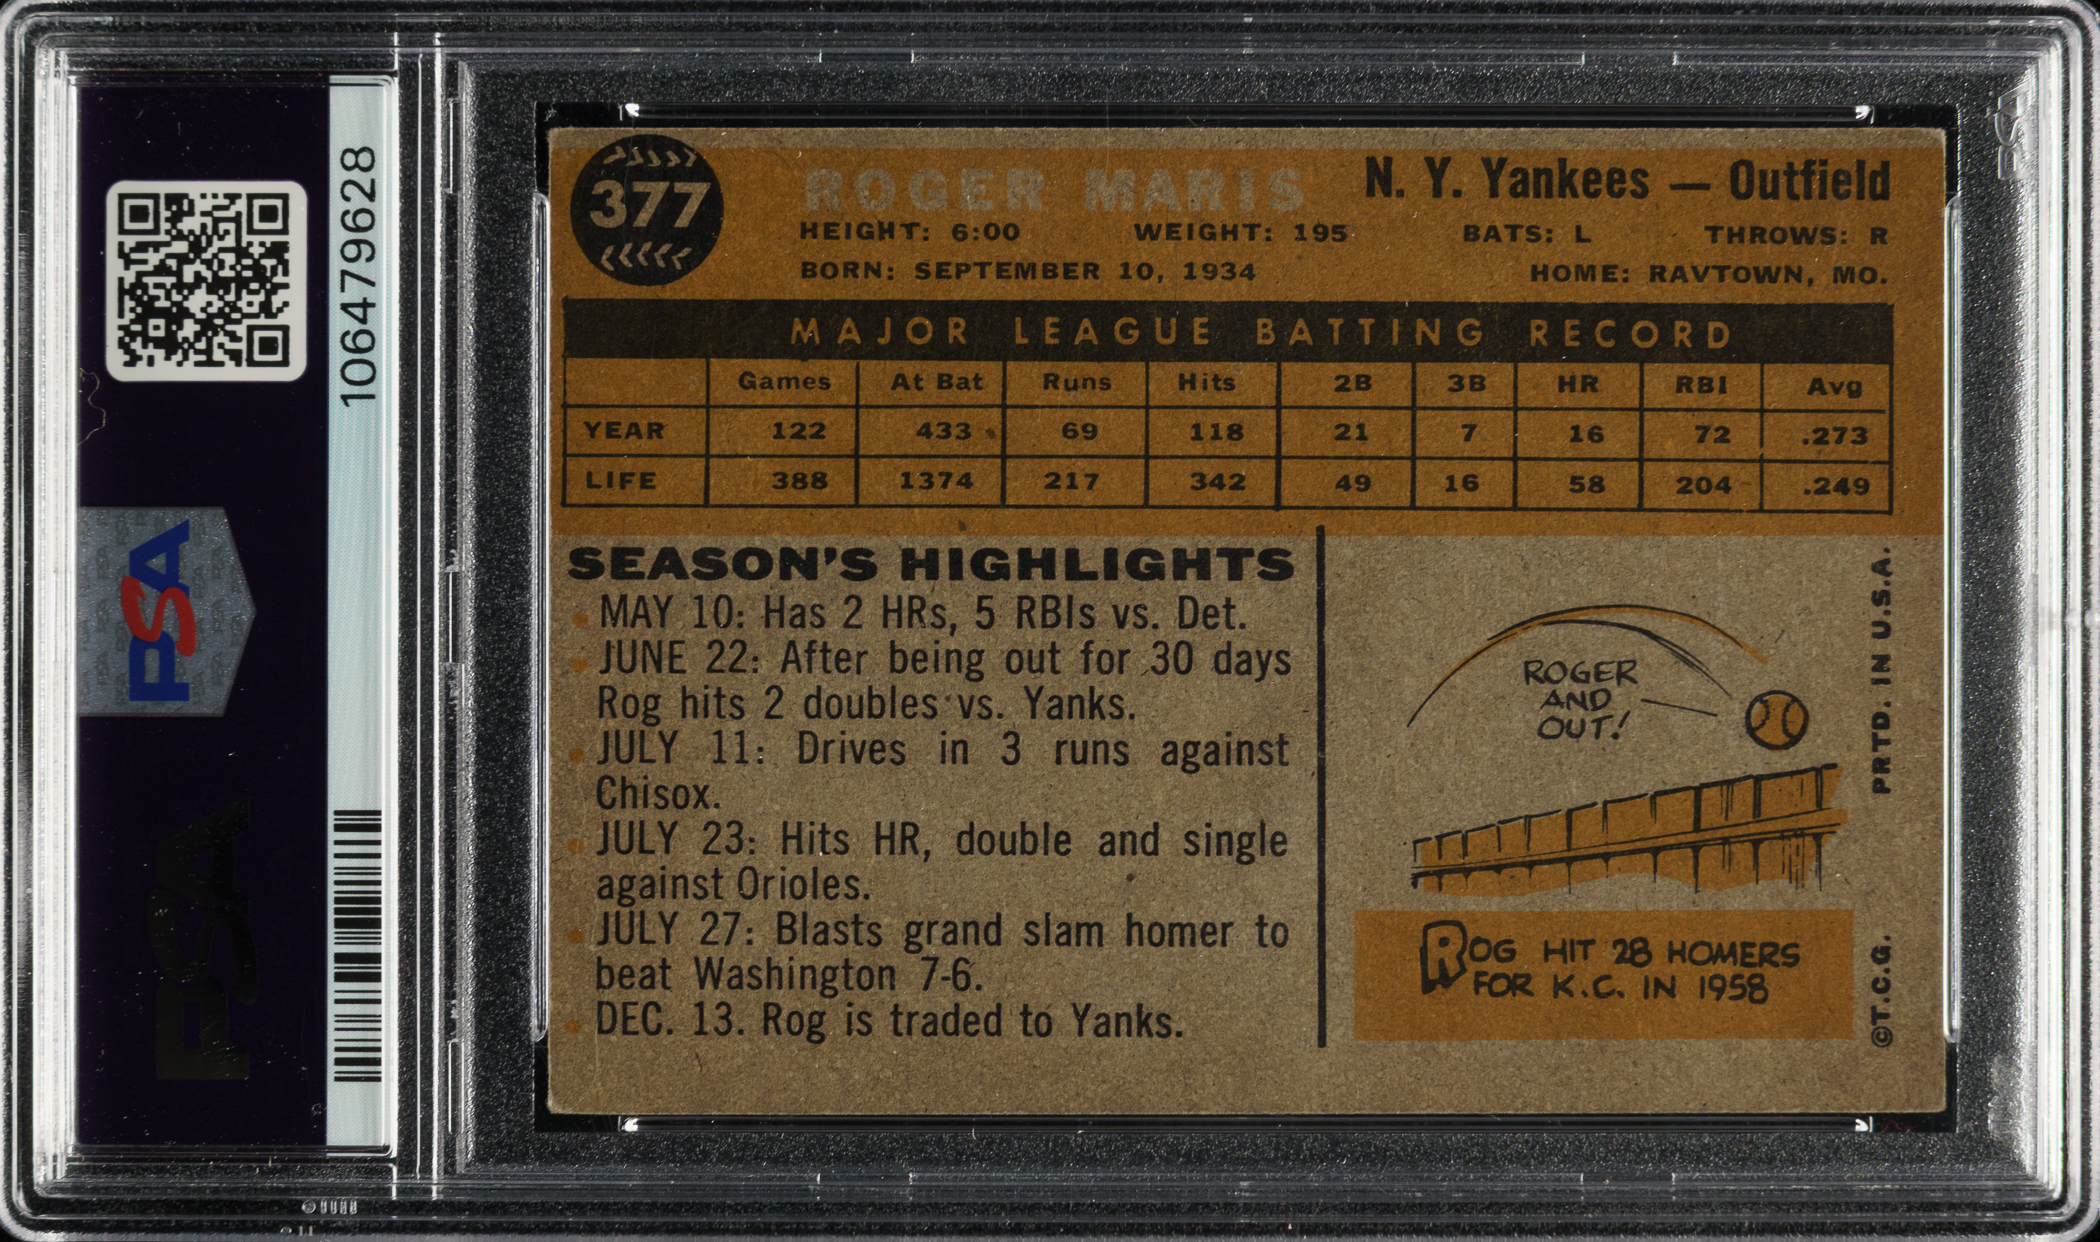 106479628
PSA
PSA
377
ROGER MARIS
N. Y. Yankees — Outfield
HEIGHT: 6:00 WEIGHT: 195 BATS: L THROWS: R
BORN: SEPTEMBER 10, 1934 HOME: RAVTOWN, MO.
MAJOR LEAGUE BATTING RECORD
Games At Bat Runs Hits 2B 3B HR RBI Avg
YEAR 122 433 69 118 21 7 16 72 .273
LIFE 388 1374 217 342 49 16 58 204 .249
SEASON'S HIGHLIGHTS
MAY 10: Has 2 HRs, 5 RBIs vs. Det.
JUNE 22: After being out for 30 days
Rog hits 2 doubles vs. Yanks.
JULY 11: Drives in 3 runs against
Chisox.
JULY 23: Hits HR, double and single
against Orioles.
JULY 27: Blasts grand slam homer to
beat Washington 7-6.
DEC. 13. Rog is traded to Yanks.
ROGER
AND
OUT!
ROG HIT 28 HOMERS
FOR K.C. IN 1958
©T.C.G. PRTD. IN U.S.A.